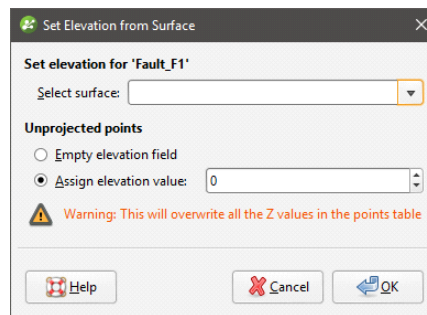 Set Elevation from Surface
Set elevation for 'Fault_F1'
Select surface:
Unprojected points
Empty elevation field
Assign elevation value: 0
Warning: This will overwrite all the Z values in the points table
Help Cancel OK